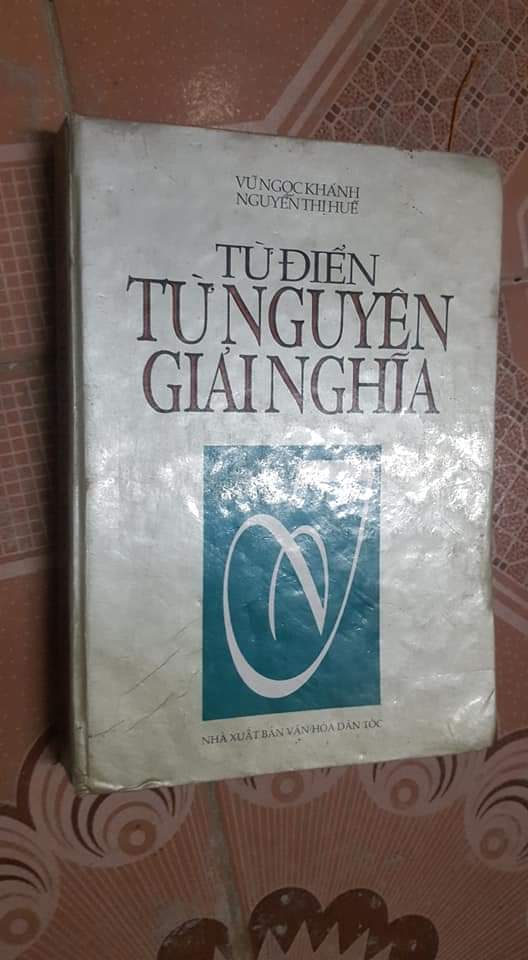 VŨ NGỌC KHÁNH
NGUYỄN THỊ HUẾ
TỪ ĐIỂN
TỪ NGUYÊN
GIẢI NGHĨA
NHÀ XUẤT BẢN VĂN HÓA DÂN TỘC